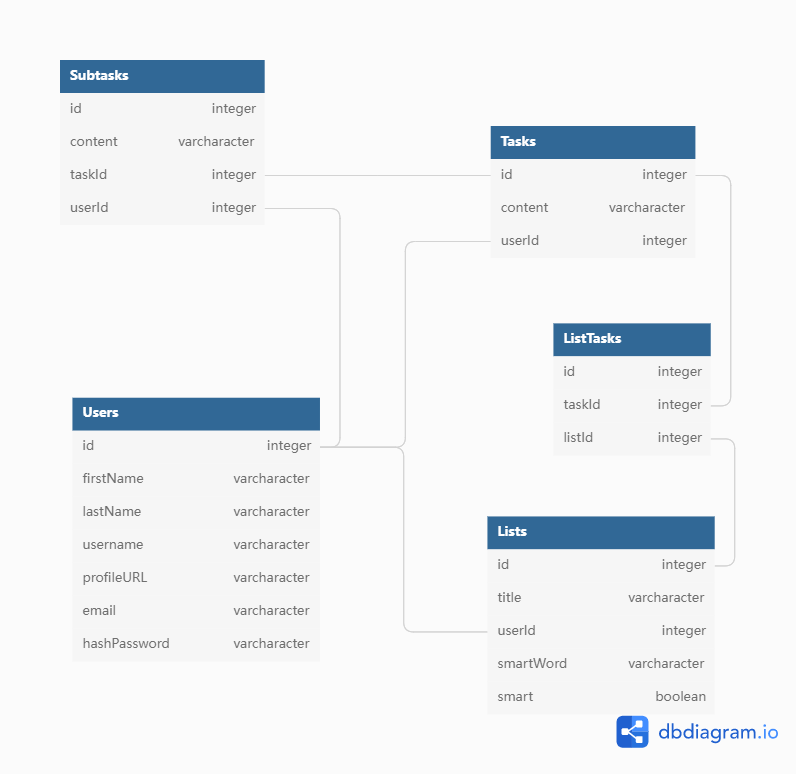 Subtasks
id integer
content varcharacter
taskId integer
userId integer
Tasks
id integer
content varcharacter
userId integer
ListTasks
id integer
taskId integer
listId integer
Users
id integer
firstName varcharacter
lastName varcharacter
username varcharacter
profileURL varcharacter
email varcharacter
hashPassword varcharacter
Lists
id integer
title varcharacter
userId integer
smartWord varcharacter
smart boolean
dbdiagram.io